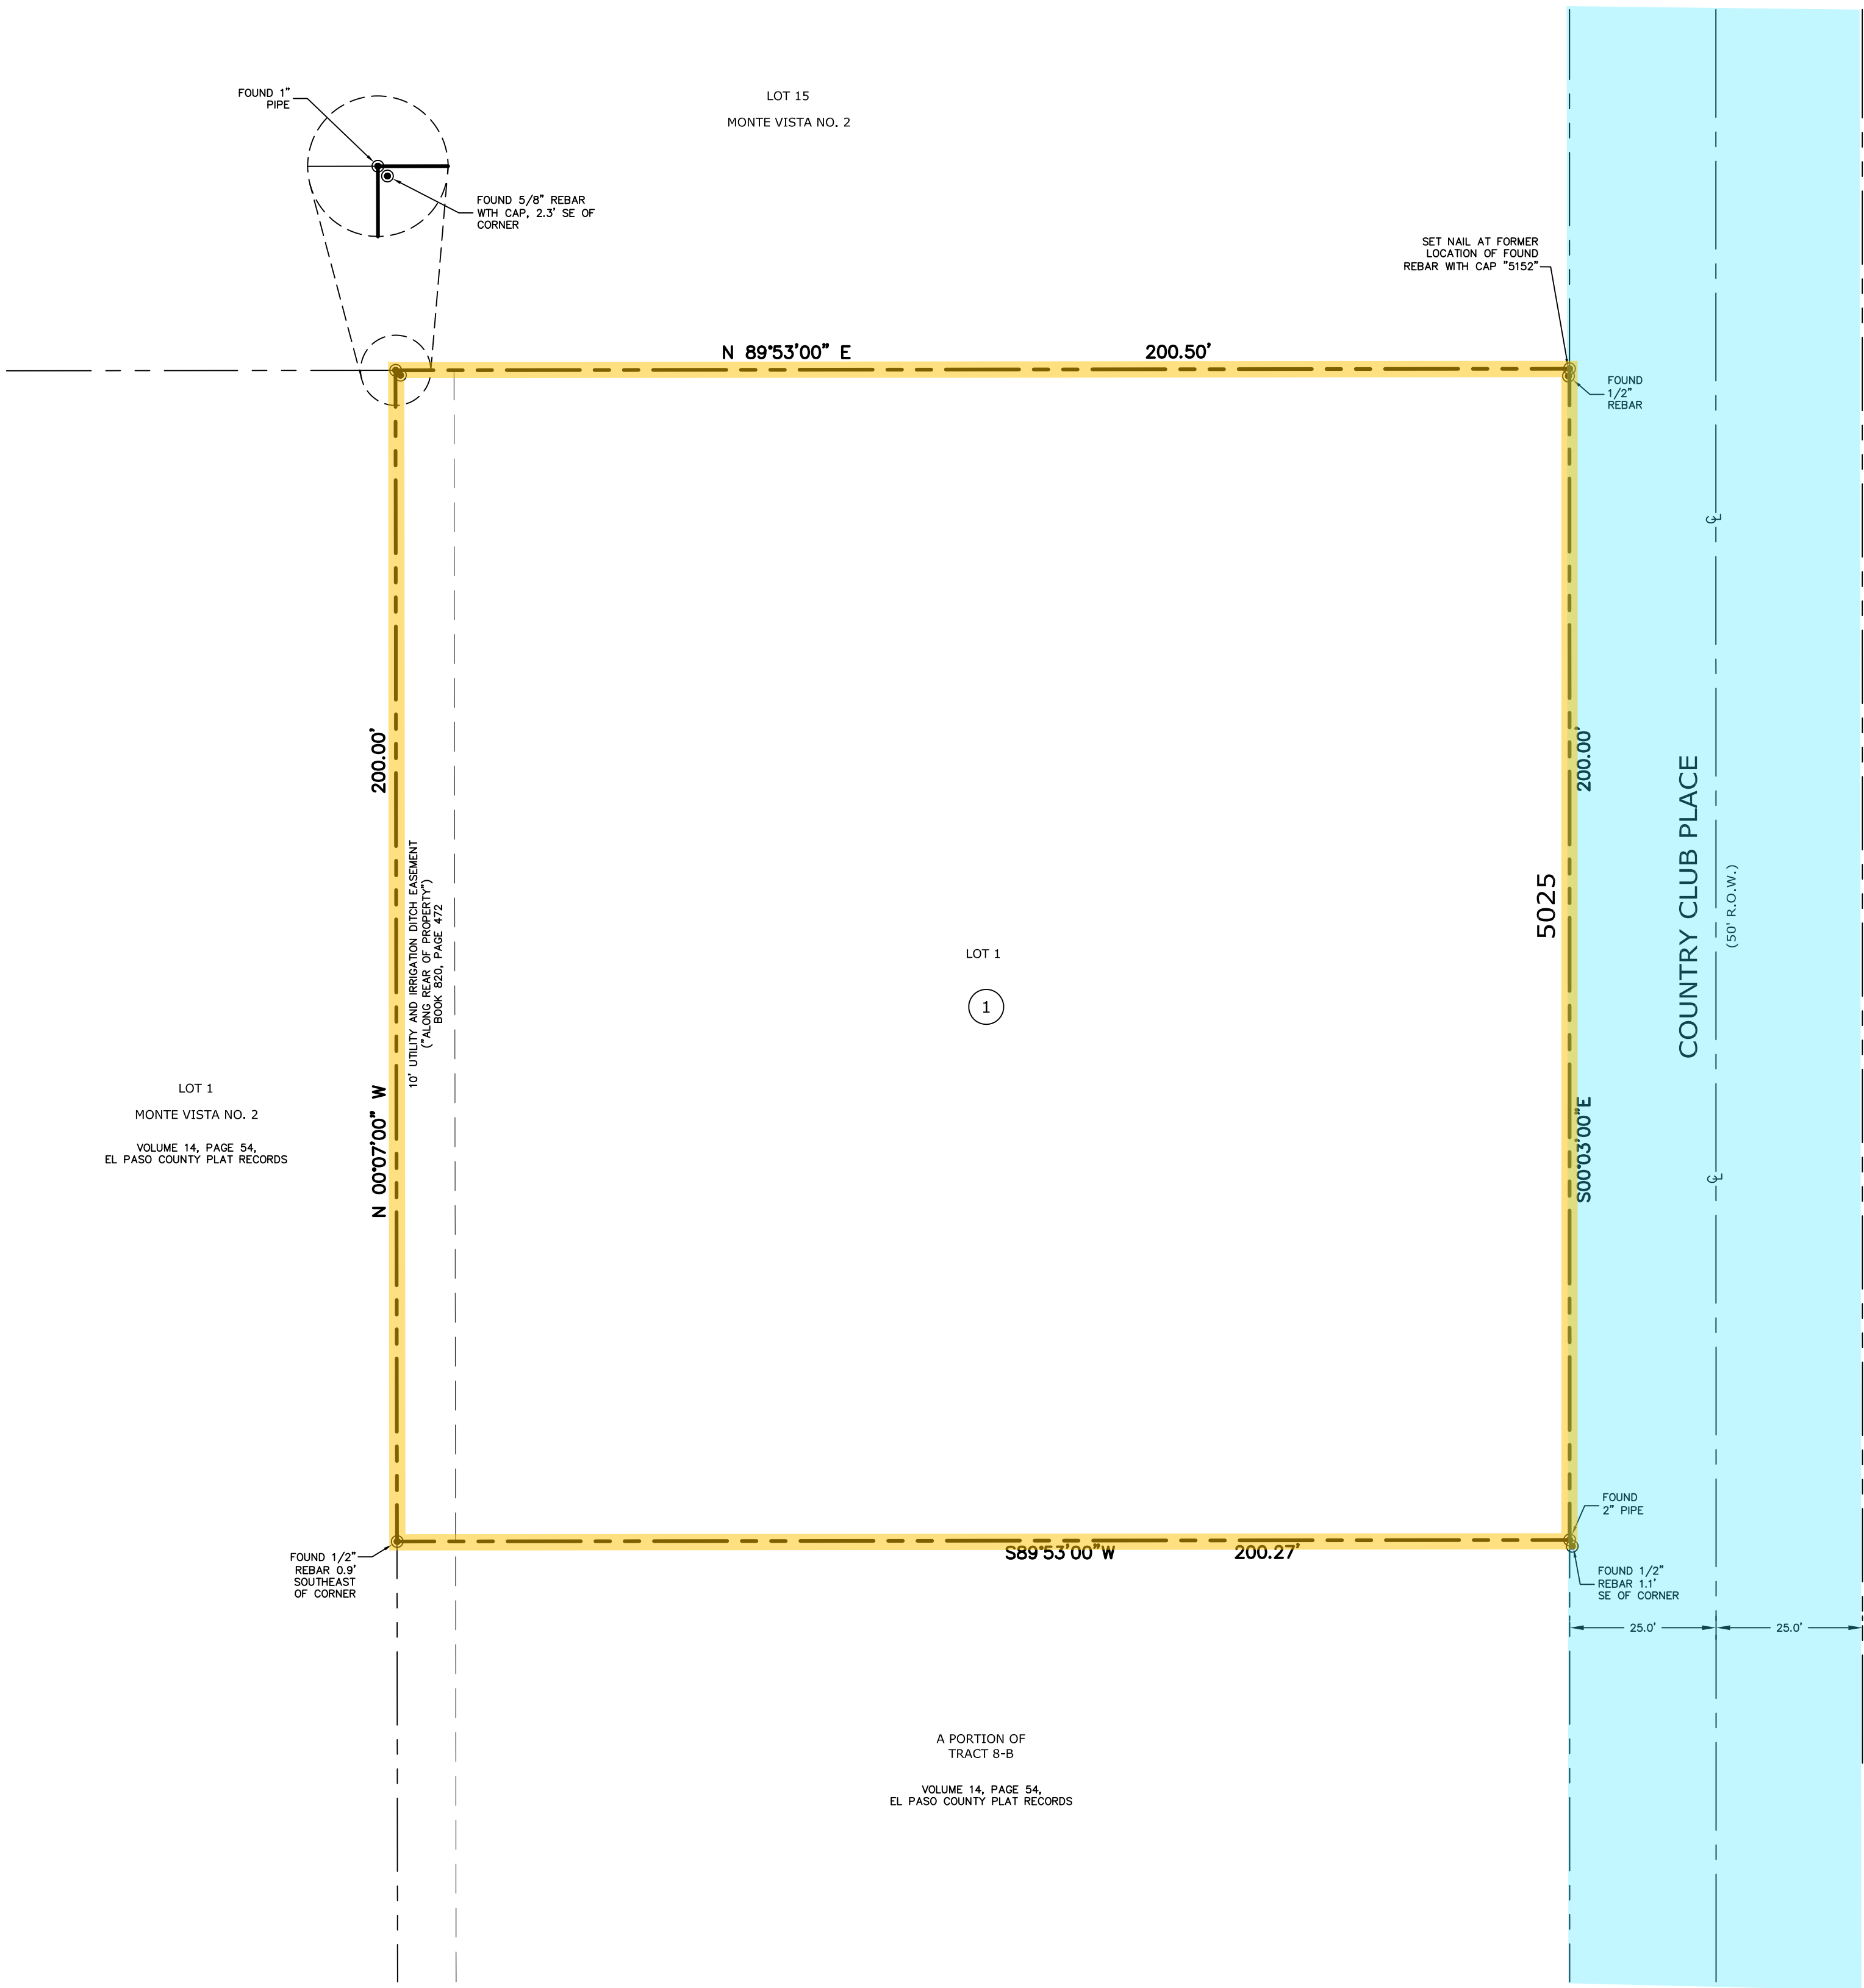 LOT 15
MONTE VISTA NO. 2
FOUND 1"
PIPE
FOUND 5/8" REBAR
WTH CAP, 2.3' SE OF
CORNER
SET NAIL AT FORMER
LOCATION OF FOUND
REBAR WITH CAP "5152"
N 89°53'00" E
200.50'
FOUND
1/2"
REBAR
200.00'
N 00°07'00" W
10' UTILITY AND IRRIGATION DITCH EASEMENT
("ALONG REAR OF PROPERTY")
BOOK 820, PAGE 472
LOT 1
1
5025
200.00'
S00°03'00"E
COUNTRY CLUB PLACE
(50' R.O.W.)
CL
CL
LOT 1
MONTE VISTA NO. 2
VOLUME 14, PAGE 54,
EL PASO COUNTY PLAT RECORDS
FOUND
2" PIPE
FOUND 1/2"
REBAR 0.9'
SOUTHEAST
OF CORNER
S89°53'00"W
200.27'
FOUND 1/2"
REBAR 1.1'
SE OF CORNER
25.0'
25.0'
A PORTION OF
TRACT 8-B
VOLUME 14, PAGE 54,
EL PASO COUNTY PLAT RECORDS